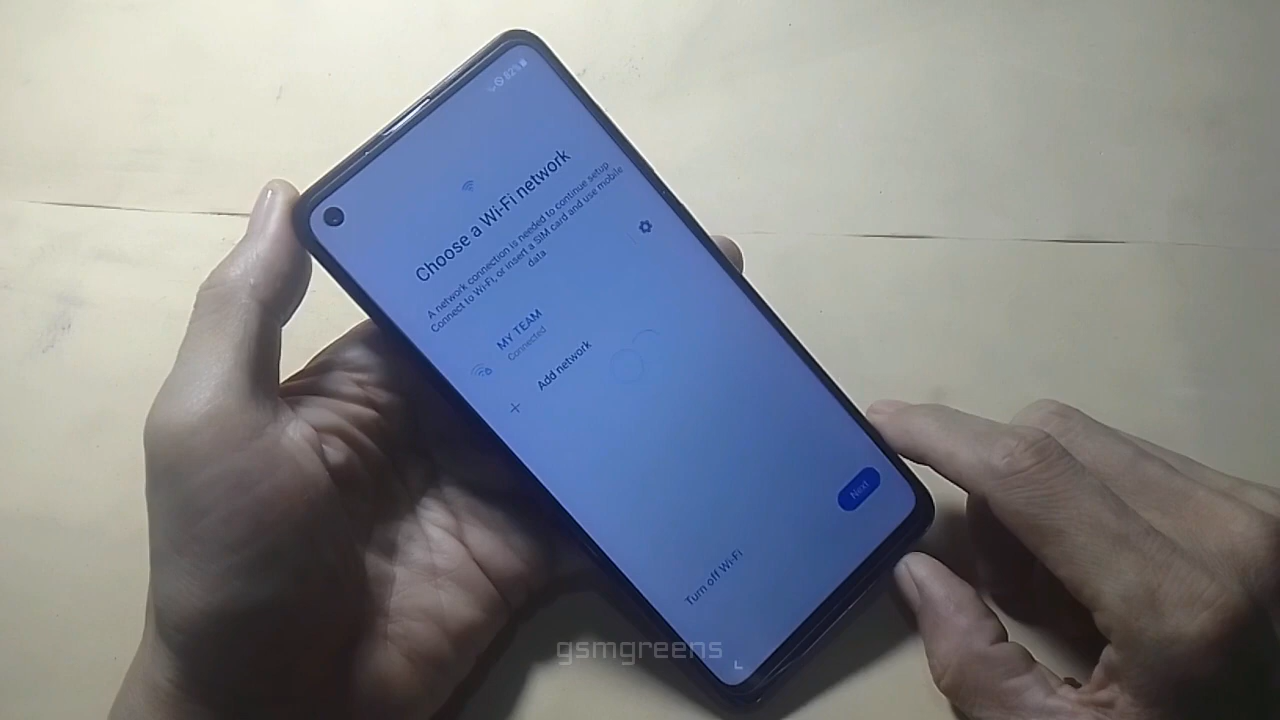 82%
Choose a Wi-Fi network
A network connection is needed to continue setup
Connect to Wi-Fi, or insert a SIM card and use mobile
data
MY TEAM
Connected
Add network
Next
Turn off Wi-Fi
gsmgreens